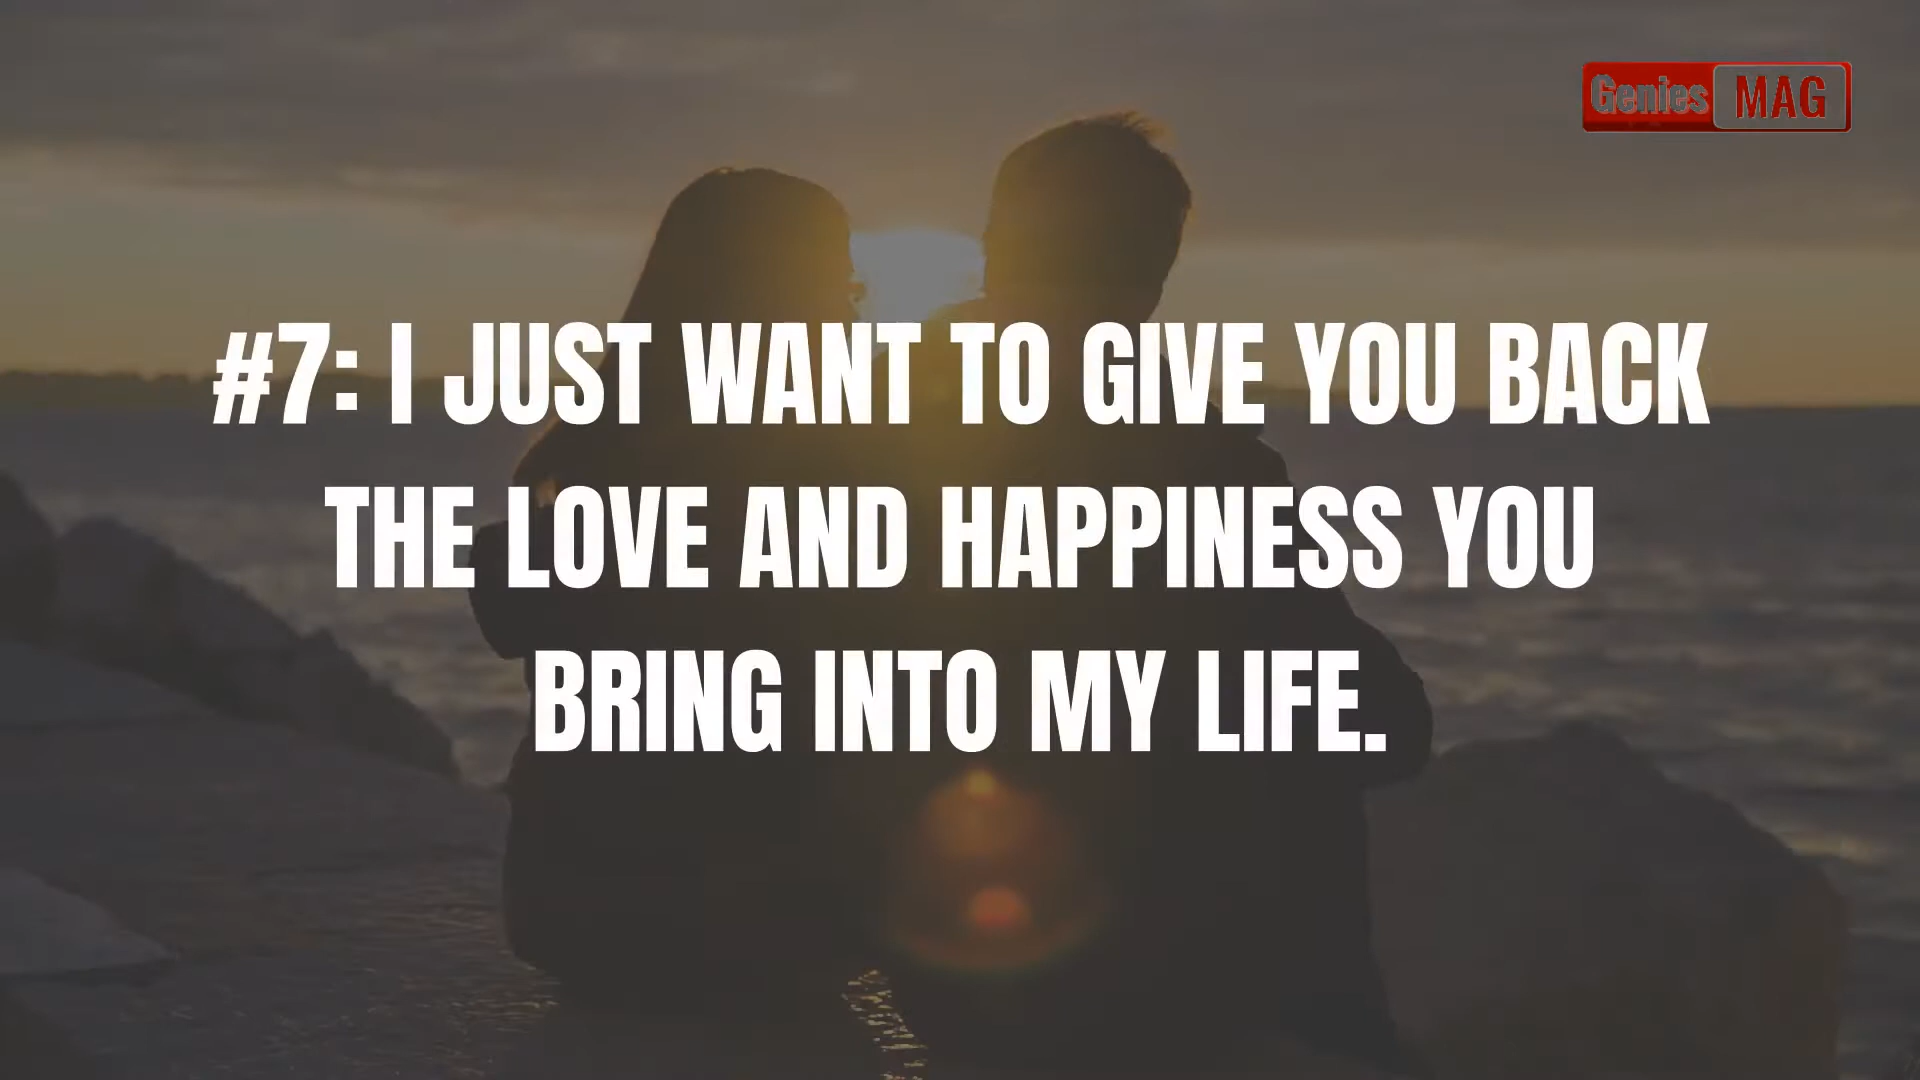 Genies MAG
#7: I JUST WANT TO GIVE YOU BACK
THE LOVE AND HAPPINESS YOU
BRING INTO MY LIFE.